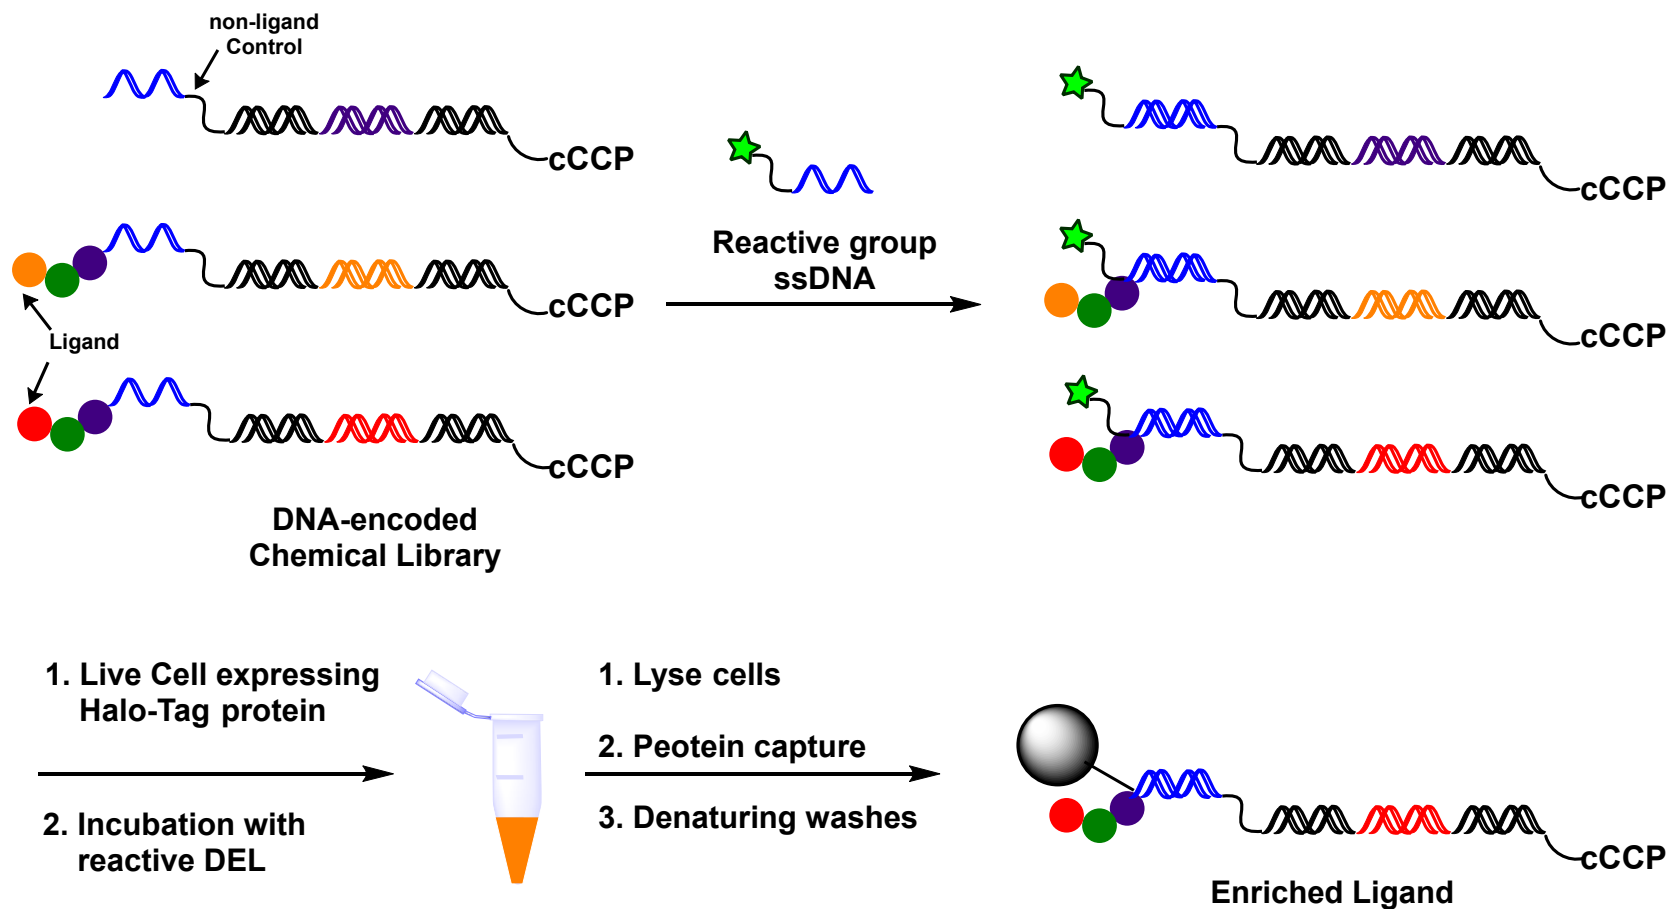 non-ligand
Control
cCCP
cCCP
Ligand
cCCP
DNA-encoded
Chemical Library
Reactive group
ssDNA
cCCP
cCCP
cCCP
1. Live Cell expressing
Halo-Tag protein
2. Incubation with
reactive DEL
1. Lyse cells
2. Peotein capture
3. Denaturing washes
cCCP
Enriched Ligand